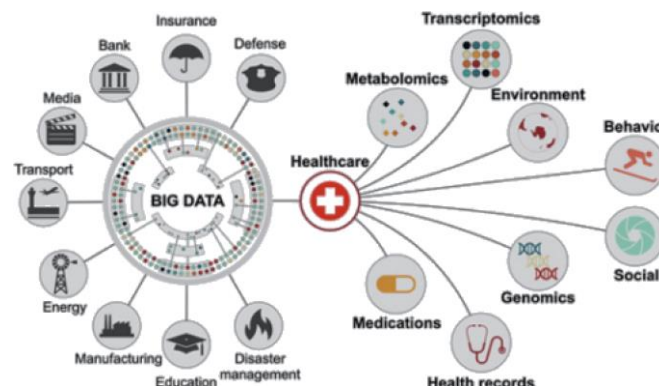 Transcriptomics
Insurance
Bank
Defense
Metabolomics
Environment
Media
Behavio
Healthcare
Transport
BIG DATA
Social
Energy
Genomics
Medications
Manufacturing
Disaster
management
Education
Health records